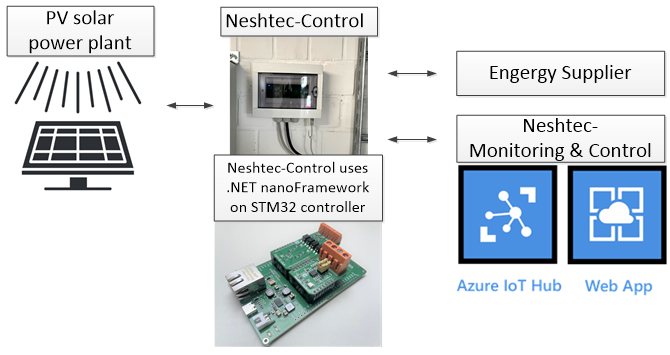 PV solar
power plant
Neshtec-Control
Engergy Supplier
Neshtec-
Monitoring & Control
Neshtec-Control uses
.NET nanoFramework
on STM32 controller
Azure IoT Hub
Web App